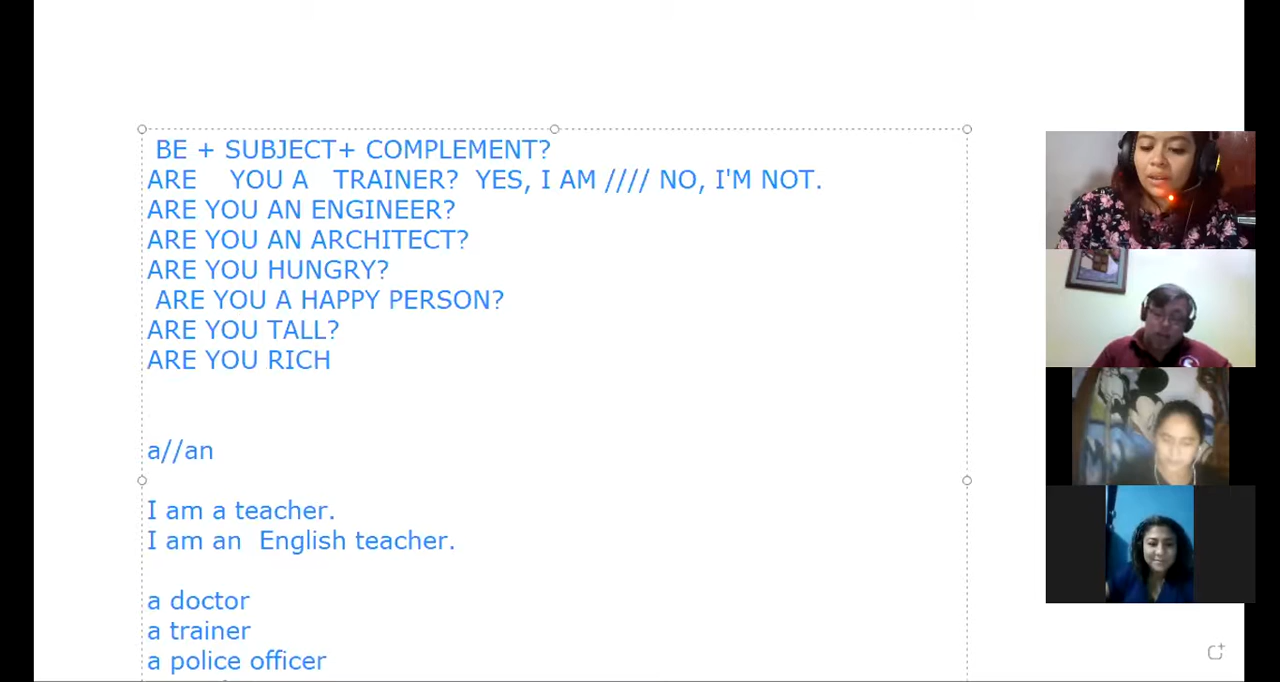 BE + SUBJECT+ COMPLEMENT?
ARE YOU A TRAINER? YES, I AM //// NO, I'M NOT.
ARE YOU AN ENGINEER?
ARE YOU AN ARCHITECT?
ARE YOU HUNGRY?
ARE YOU A HAPPY PERSON?
ARE YOU TALL?
ARE YOU RICH
a//an
I am a teacher.
I am an English teacher.
a doctor
a trainer
a police officer